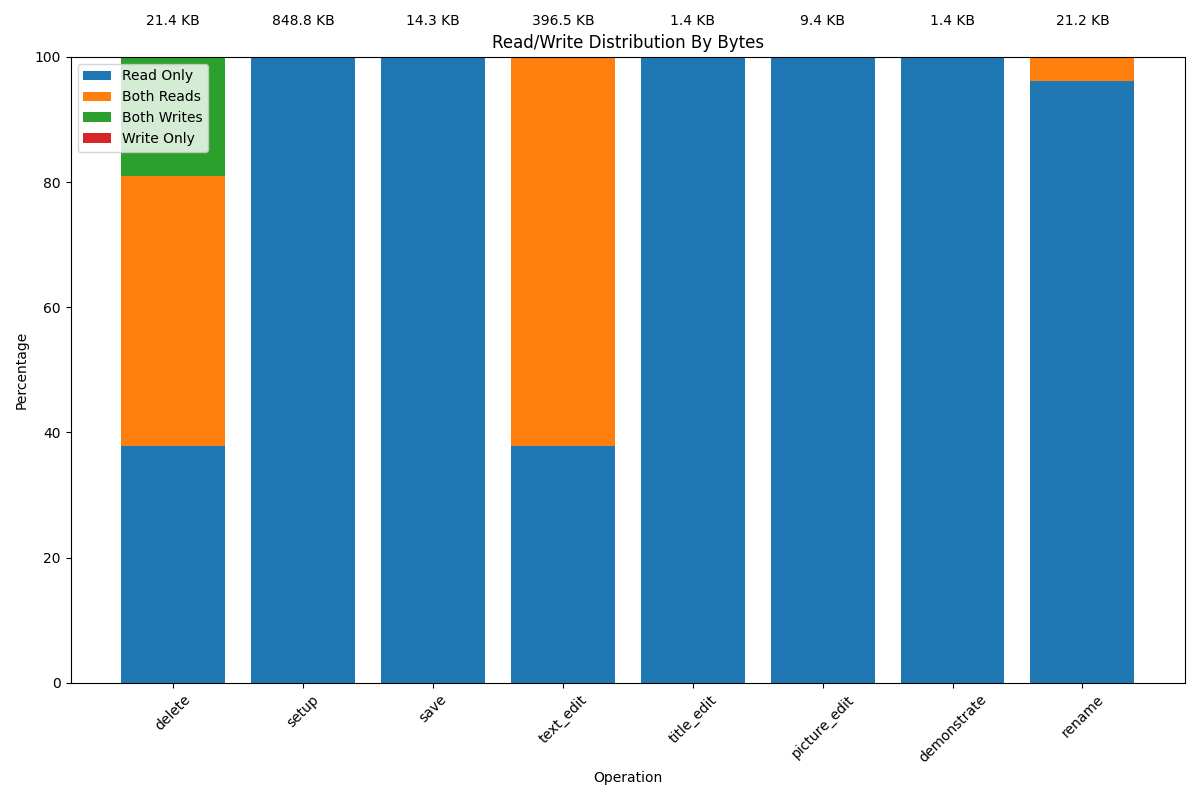 21.4 KB 848.8 KB 14.3 KB 396.5 KB 1.4 KB 9.4 KB 1.4 KB 21.2 KB
Read/Write Distribution By Bytes
Read Only
Both Reads
Both Writes
Write Only
100
80
60
40
20
0
Percentage
delete setup save text_edit title_edit picture_edit demonstrate rename
Operation